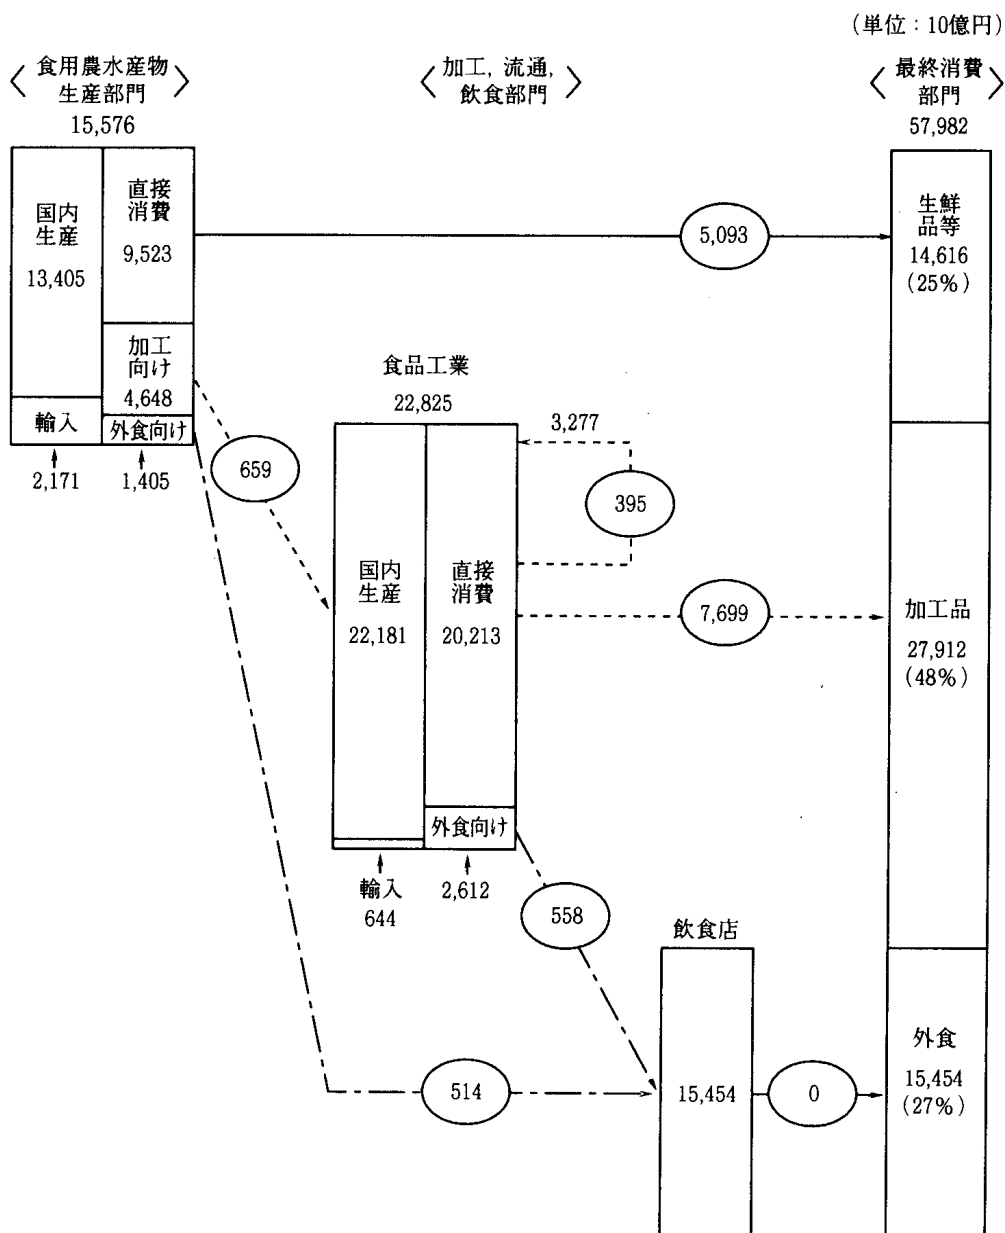 (単位：10億円)
〈食用農水産物
生産部門〉
15,576
〈加工，流通，
飲食部門〉
〈最終消費
部門〉
57,982
国内
生産
13,405
直接
消費
9,523
5,093
生鮮
品等
14,616
(25%)
加工
向け
4,648
輸入
外食向け
2,171
1,405
659
食品工業
22,825
3,277
395
国内
生産
22,181
直接
消費
20,213
7,699
加工品
27,912
(48%)
外食向け
輸入
644
2,612
558
飲食店
514
15,454
0
外食
15,454
(27%)